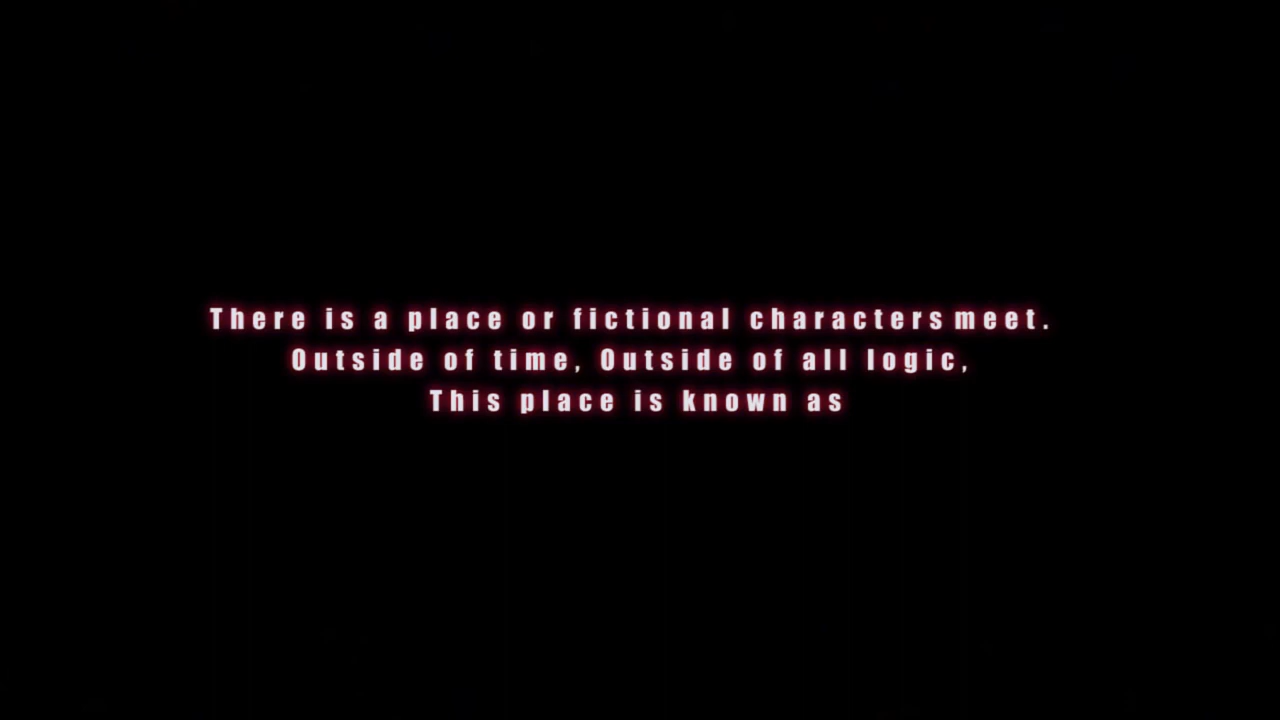 There is a place or fictional characters meet.
Outside of time, Outside of all logic,
This place is known as